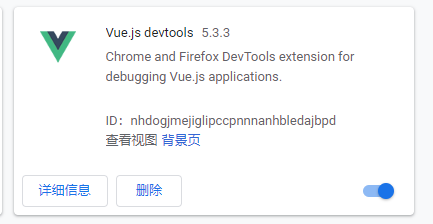 Vue.js devtools 5.3.3
Chrome and Firefox DevTools extension for
debugging Vue.js applications.
ID：nhdogjmejiglipccpnnnanhbledajbpd
查看视图 背景页
详细信息 删除